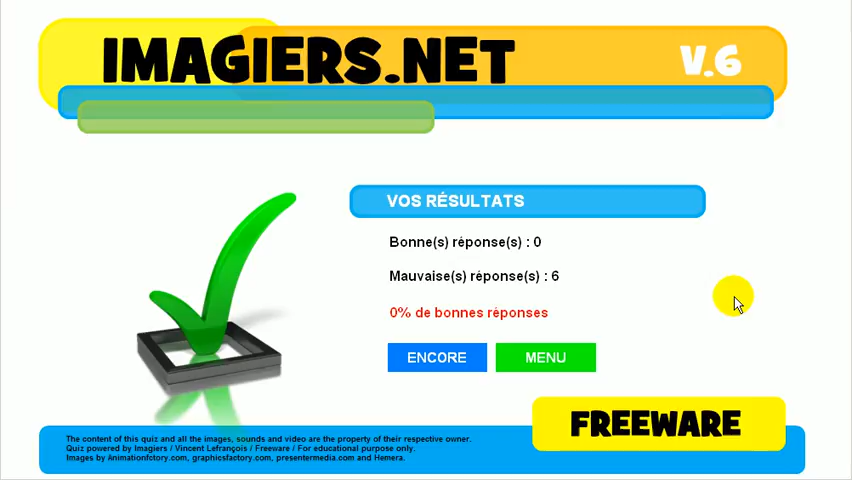 IMAGIERS.NET
V.6
VOS RÉSULTATS
Bonne(s) réponse(s) : 0
Mauvaise(s) réponse(s) : 6
0% de bonnes réponses
ENCORE
MENU
FREEWARE
The content of this quiz and all the images, sounds and video are the property of their respective owner.
Quiz powered by Imagiers / Vincent Lefrançois / Freeware / For educational purpose only.
Images by Animationfctory.com, graphicsfactory.com, presentermedia.com and Hemera.